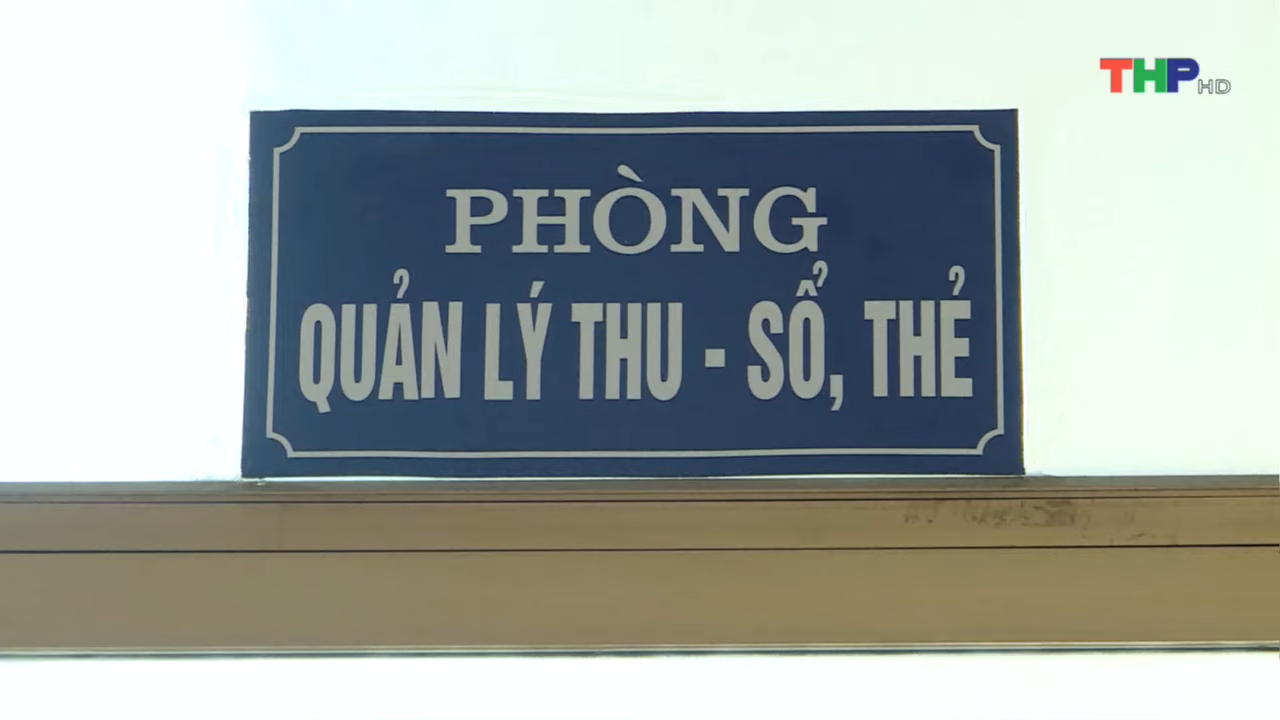 THP HD
PHÒNG
QUẢN LÝ THU - SỔ, THẺ